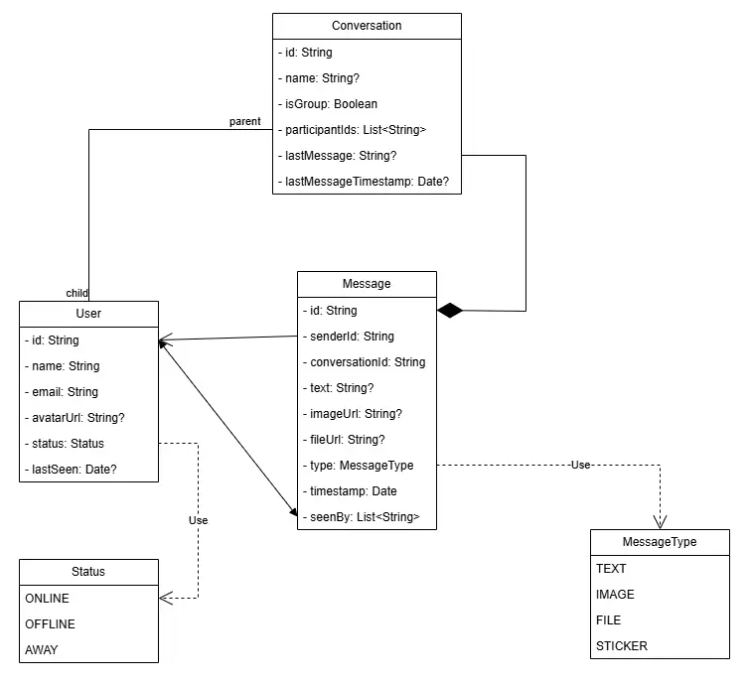 Conversation
- id: String
- name: String?
- isGroup: Boolean
- participantIds: List<String>
- lastMessage: String?
- lastMessageTimestamp: Date?
parent
child
User
- id: String
- name: String
- email: String
- avatarUrl: String?
- status: Status
- lastSeen: Date?
Message
- id: String
- senderId: String
- conversationId: String
- text: String?
- imageUrl: String?
- fileUrl: String?
- type: MessageType
- timestamp: Date
- seenBy: List<String>
Use
Use
Status
ONLINE
OFFLINE
AWAY
MessageType
TEXT
IMAGE
FILE
STICKER